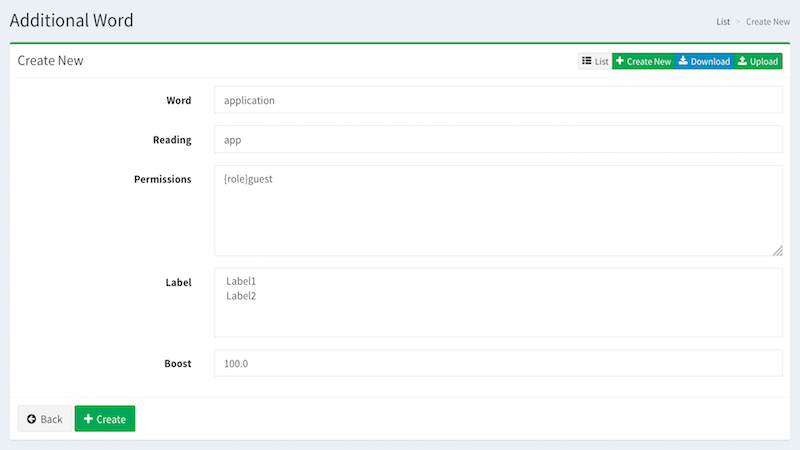 Additional Word
List > Create New
Create New
List Create New Download Upload
Word application
Reading app
Permissions {role}guest
Label Label1
Label2
Boost 100.0
Back Create